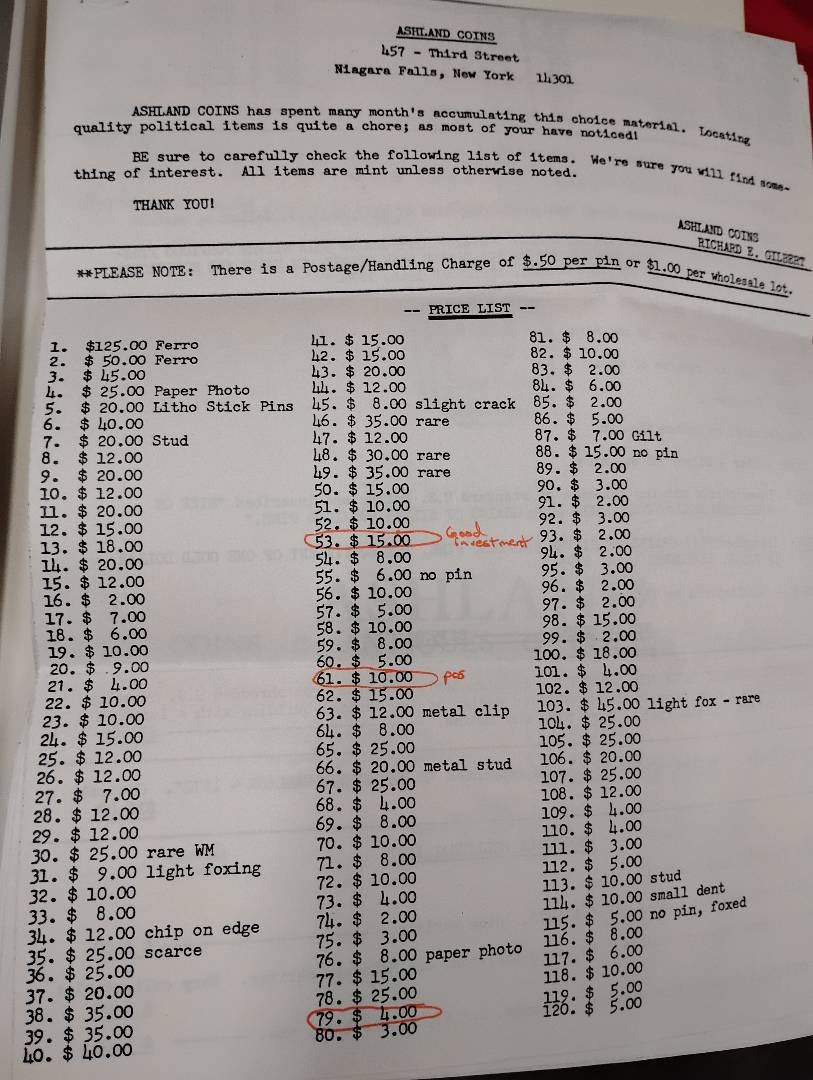 ASHLAND COINS
457 - Third Street
Niagara Falls, New York 14301
ASHLAND COINS has spent many month's accumulating this choice material. Locating
quality political items is quite a chore; as most of your have noticed!
BE sure to carefully check the following list of items. We're sure you will find some-
thing of interest. All items are mint unless otherwise noted.
THANK YOU!
ASHLAND COINS
RICHARD E. GILBERT
**PLEASE NOTE: There is a Postage/Handling Charge of $.50 per pin or $1.00 per wholesale lot.
-- PRICE LIST --
1. $125.00 Ferro
2. $ 50.00 Ferro
3. $ 45.00
4. $ 25.00 Paper Photo
5. $ 20.00 Litho Stick Pins
6. $ 40.00
7. $ 20.00 Stud
8. $ 12.00
9. $ 20.00
10. $ 12.00
11. $ 20.00
12. $ 15.00
13. $ 18.00
14. $ 20.00
15. $ 12.00
16. $ 2.00
17. $ 7.00
18. $ 6.00
19. $ 10.00
20. $ 9.00
21. $ 4.00
22. $ 10.00
23. $ 10.00
24. $ 15.00
25. $ 12.00
26. $ 12.00
27. $ 7.00
28. $ 12.00
29. $ 12.00
30. $ 25.00 rare WM
31. $ 9.00 light foxing
32. $ 10.00
33. $ 8.00
34. $ 12.00 chip on edge
35. $ 25.00 scarce
36. $ 25.00
37. $ 20.00
38. $ 35.00
39. $ 35.00
40. $ 40.00
41. $ 15.00
42. $ 15.00
43. $ 20.00
44. $ 12.00
45. $ 8.00 slight crack
46. $ 35.00 rare
47. $ 12.00
48. $ 30.00 rare
49. $ 35.00 rare
50. $ 15.00
51. $ 10.00
52. $ 10.00
53. $ 15.00 Good
investment
54. $ 8.00
55. $ 6.00 no pin
56. $ 10.00
57. $ 5.00
58. $ 10.00
59. $ 8.00
60. $ 5.00
61. $ 10.00 pos
62. $ 15.00
63. $ 12.00 metal clip
64. $ 8.00
65. $ 25.00
66. $ 20.00 metal stud
67. $ 25.00
68. $ 4.00
69. $ 8.00
70. $ 10.00
71. $ 8.00
72. $ 10.00
73. $ 4.00
74. $ 2.00
75. $ 3.00
76. $ 8.00 paper photo
77. $ 15.00
78. $ 25.00
79. $ 4.00
80. $ 3.00
81. $ 8.00
82. $ 10.00
83. $ 2.00
84. $ 6.00
85. $ 2.00
86. $ 5.00
87. $ 7.00 Gilt
88. $ 15.00 no pin
89. $ 2.00
90. $ 3.00
91. $ 2.00
92. $ 3.00
93. $ 2.00
94. $ 2.00
95. $ 3.00
96. $ 2.00
97. $ 2.00
98. $ 15.00
99. $ 2.00
100. $ 18.00
101. $ 4.00
102. $ 12.00
103. $ 45.00 light fox - rare
104. $ 25.00
105. $ 25.00
106. $ 20.00
107. $ 25.00
108. $ 12.00
109. $ 4.00
110. $ 4.00
111. $ 3.00
112. $ 5.00
113. $ 10.00 stud
114. $ 10.00 small dent
115. $ 5.00 no pin, foxed
116. $ 8.00
117. $ 6.00
118. $ 10.00
119. $ 5.00
120. $ 5.00